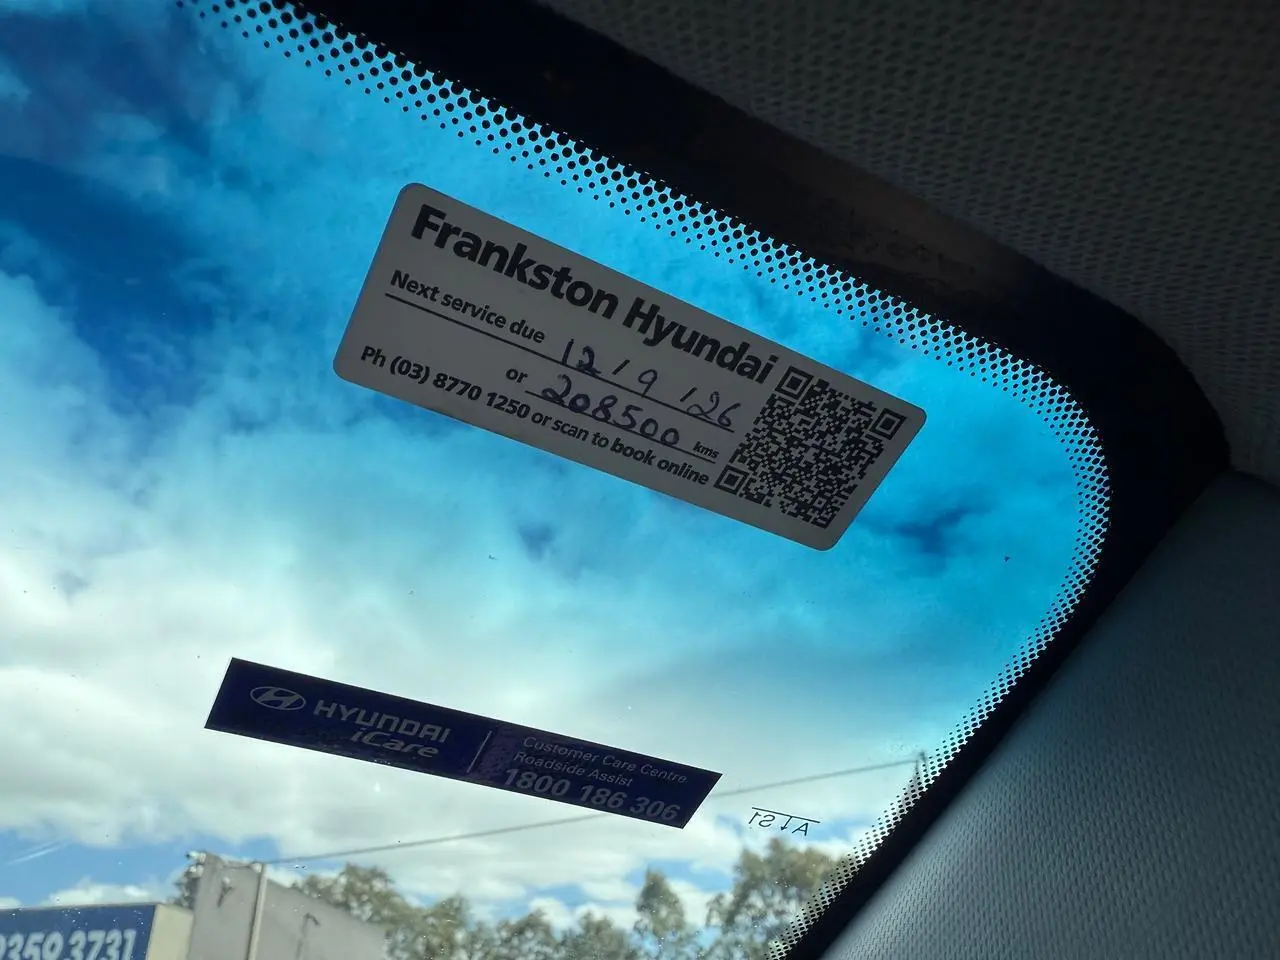 Frankston Hyundai
Next service due 12/9/26
or 208500 kms
Ph (03) 8770 1250 or scan to book online
HYUNDAI
iCare
Customer Care Centre
Roadside Assist
1800 186 306
AS1
9359 3731